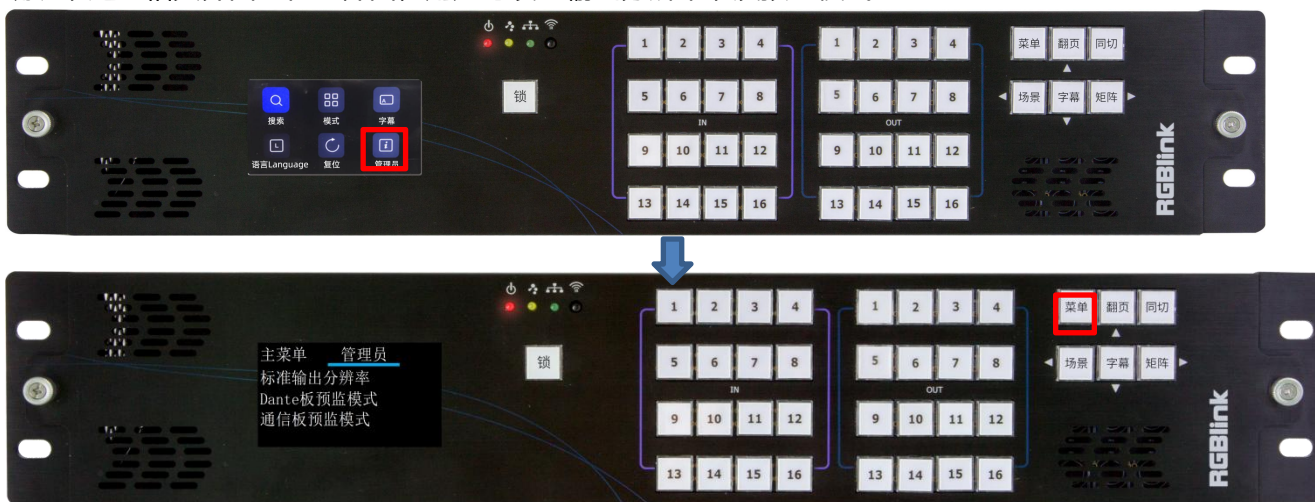 1 2 3 4
1 2 3 4
菜单 翻页 同切
搜索 模式 字幕
锁
5 6 7 8
5 6 7 8
场景 字幕 矩阵
IN
OUT
语言Language 复位 管理员
9 10 11 12
9 10 11 12
13 14 15 16
13 14 15 16
RGBlink
1 2 3 4
1 2 3 4
菜单 翻页 同切
主菜单 管理员
标准输出分辨率
Dante板预监模式
通信板预监模式
锁
5 6 7 8
5 6 7 8
场景 字幕 矩阵
IN
OUT
9 10 11 12
9 10 11 12
13 14 15 16
13 14 15 16
RGBlink